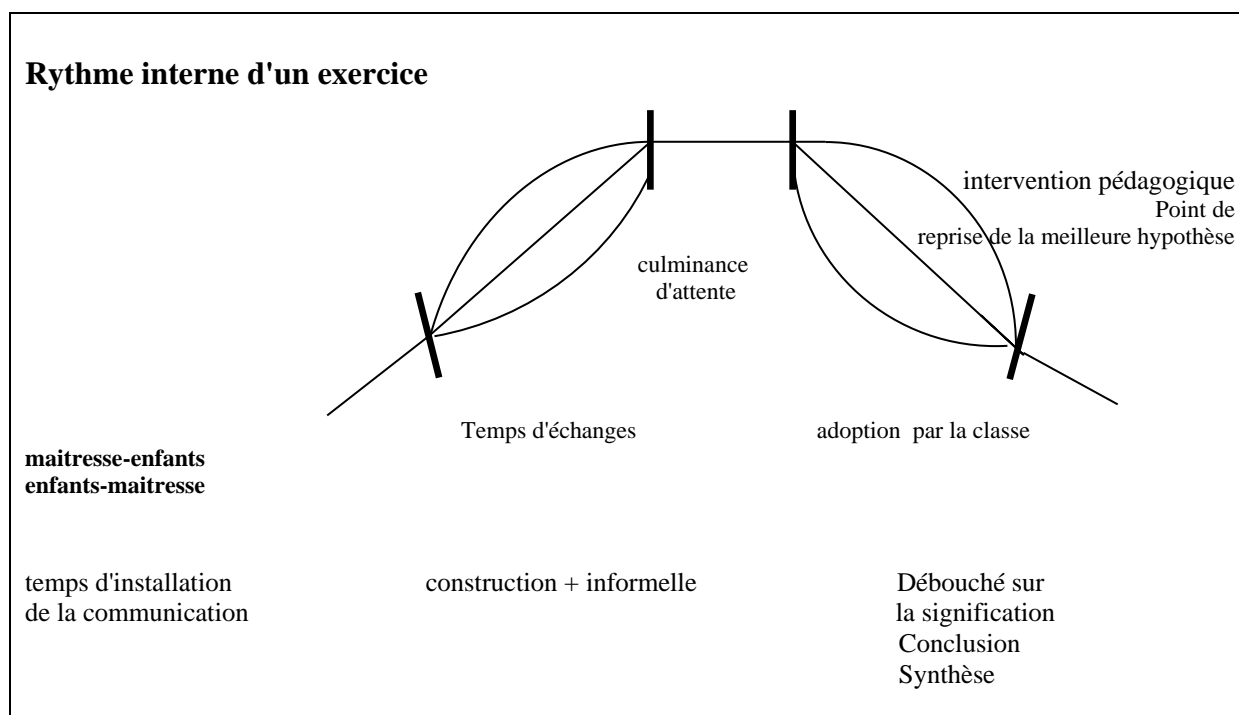 Rythme interne d'un exercice
intervention pédagogique
Point de
reprise de la meilleure hypothèse
culminance
d'attente
Temps d'échanges
adoption par la classe
maitresse-enfants
enfants-maitresse
temps d'installation
de la communication
construction + informelle
Débouché sur
la signification
Conclusion
Synthèse